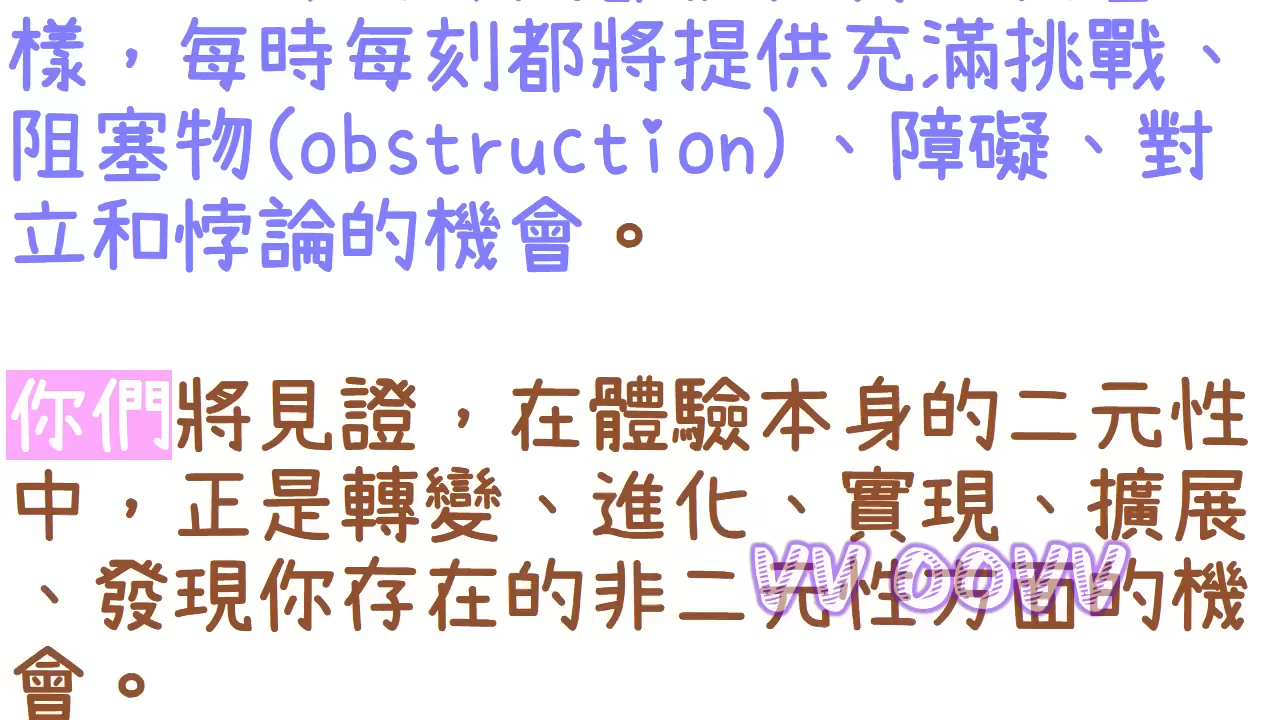 樣，每時每刻都將提供充滿挑戰、
阻塞物(obstruction)、障礙、對
立和悖論的機會。
你們將見證，在體驗本身的二元性
中，正是轉變、進化、實現、擴展
、發現你存在的非二元性方面的機
會。
VV OOVV